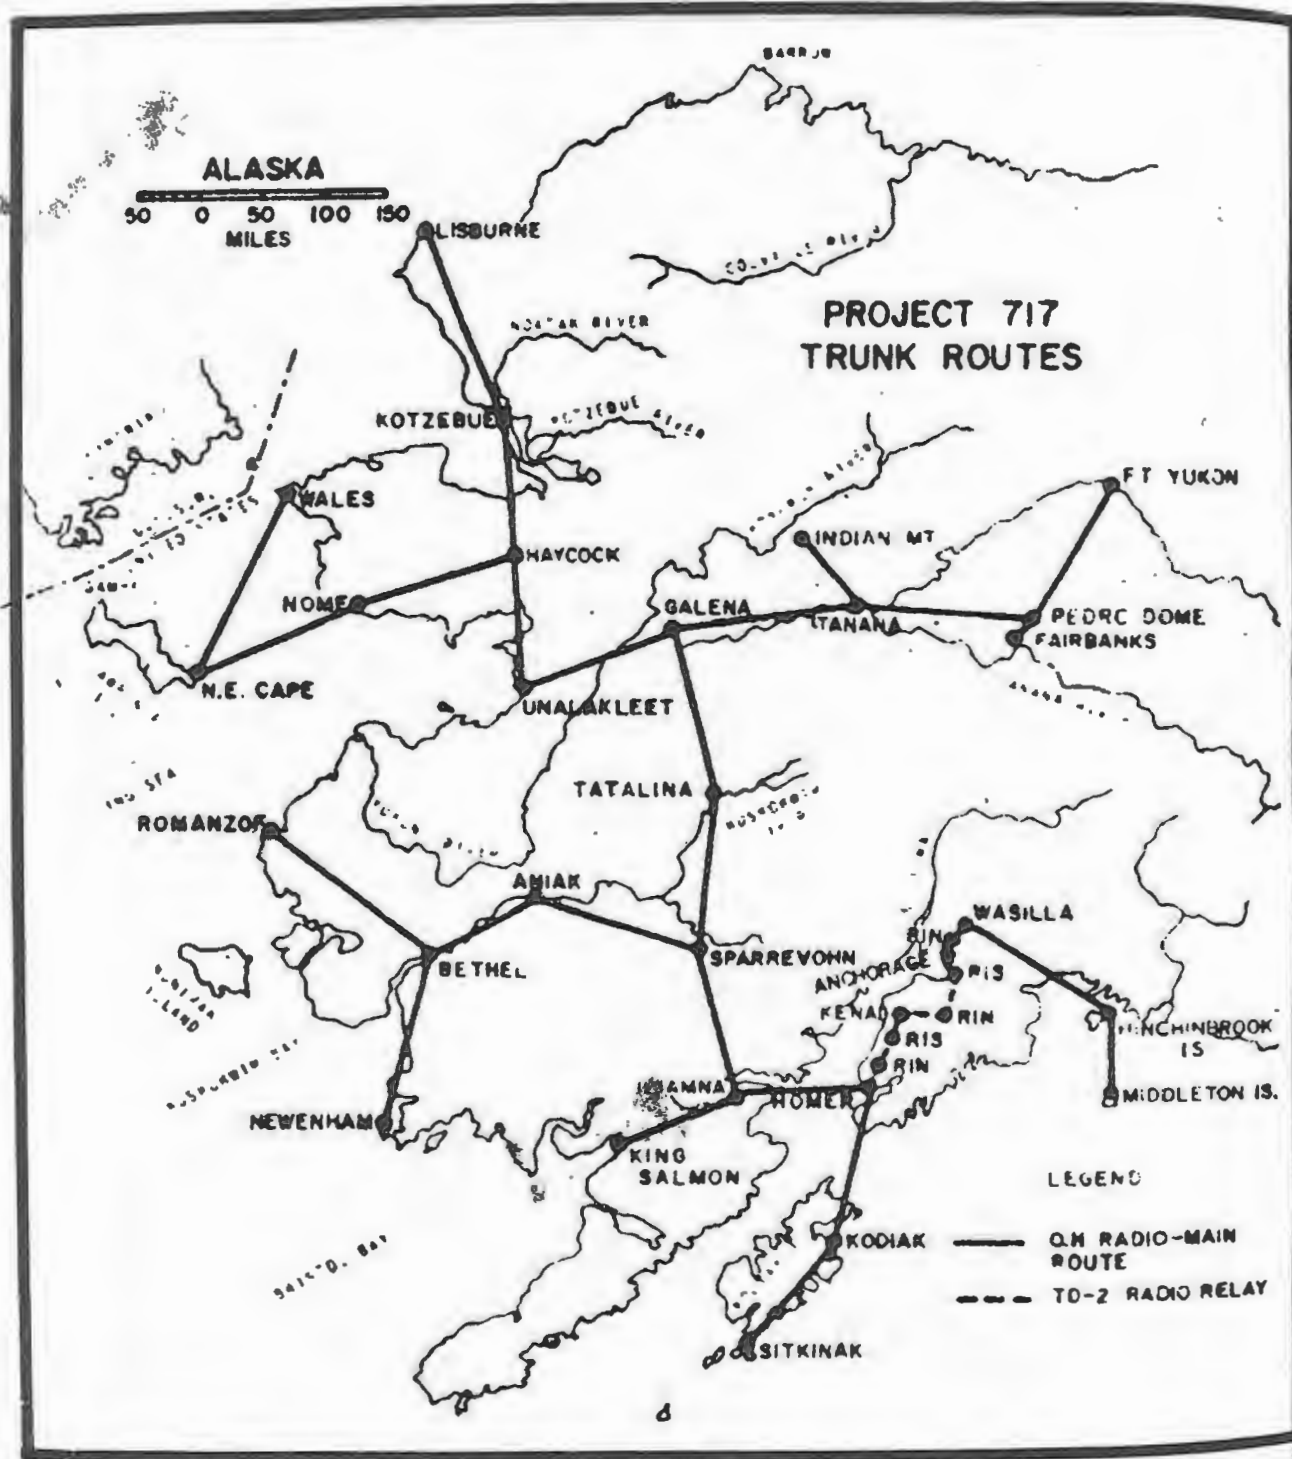 ALASKA
50 0 50 100 150
MILES
LISBURNE
PROJECT 717
TRUNK ROUTES
RIVER
KOTZEBUE
KOTZEBUE RIVER
FT YUKON
WALES
INDIAN MT
HAYCOCK
NOME
GALENA
TANANA
PEDRO DOME
FAIRBANKS
N.E. CAPE
UNALAKLEET
TATALINA
ROMANZOF
ANIAK
WASILLA
RIN
SPARREVOHN
ANCHORAGE
RIS
BETHEL
KENAI
RIN
HINCHINBROOK
IS
RIS
RIN
ILIAMNA
HOMER
MIDDLETON IS.
NEWENHAM
KING
SALMON
LEGEND
KODIAK
O.H RADIO-MAIN
ROUTE
TD-2 RADIO RELAY
SITKINAK